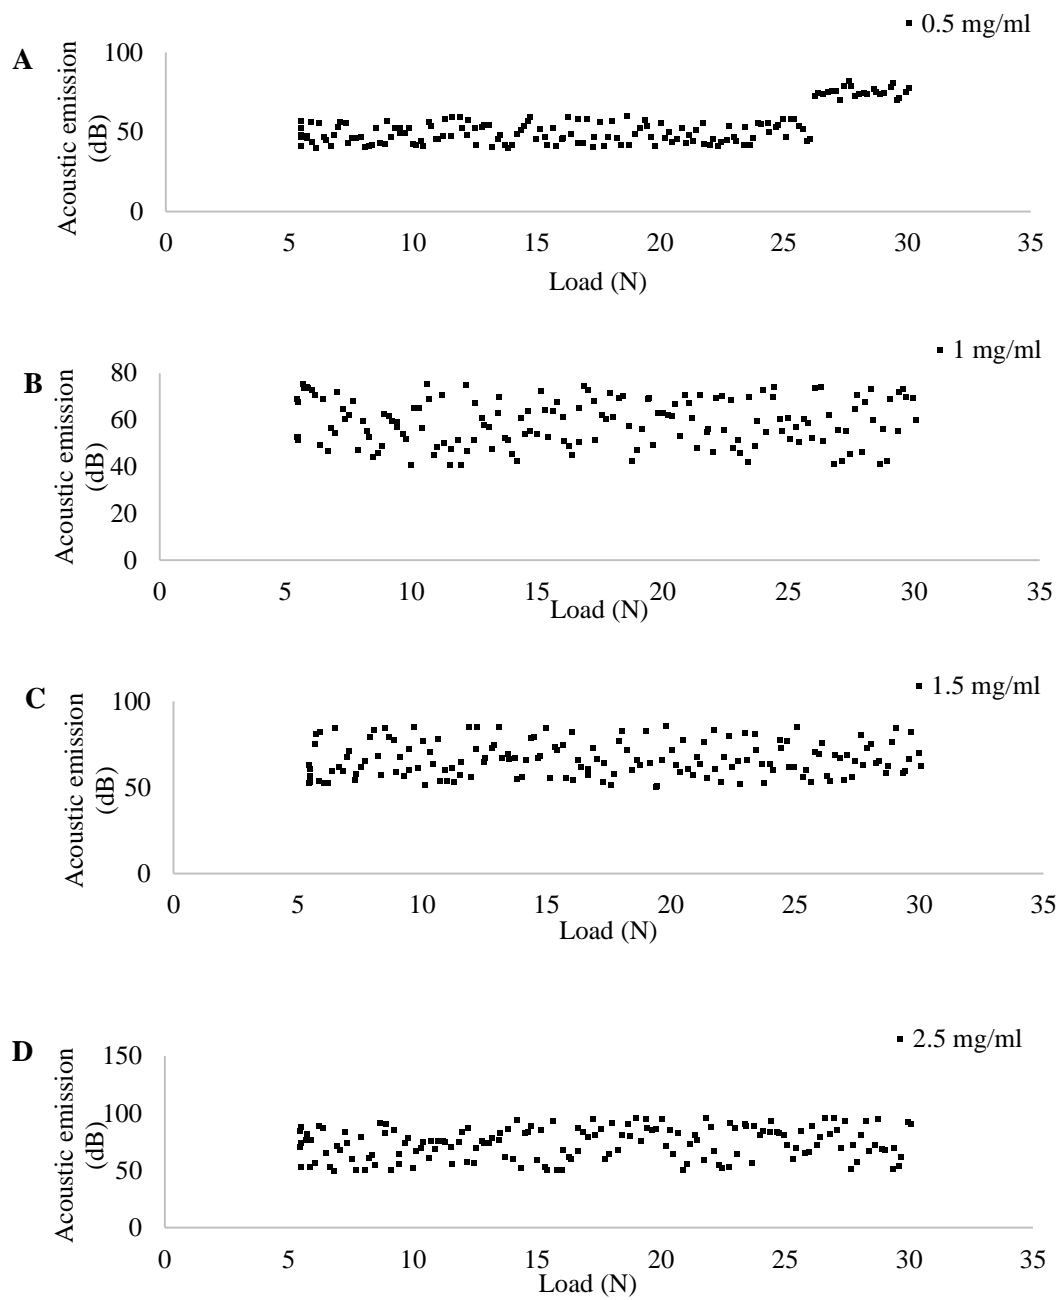 0.5 mg/ml
A
100
50
0
Acoustic emission
(dB)
0 5 10 15 20 25 30 35
Load (N)
1 mg/ml
B
80
60
40
20
0
Acoustic emission
(dB)
0 5 10 15 20 25 30 35
Load (N)
1.5 mg/ml
C
100
50
0
Acoustic emission
(dB)
0 5 10 15 20 25 30 35
Load (N)
2.5 mg/ml
D
150
100
50
0
Acoustic emission
(dB)
0 5 10 15 20 25 30 35
Load (N)